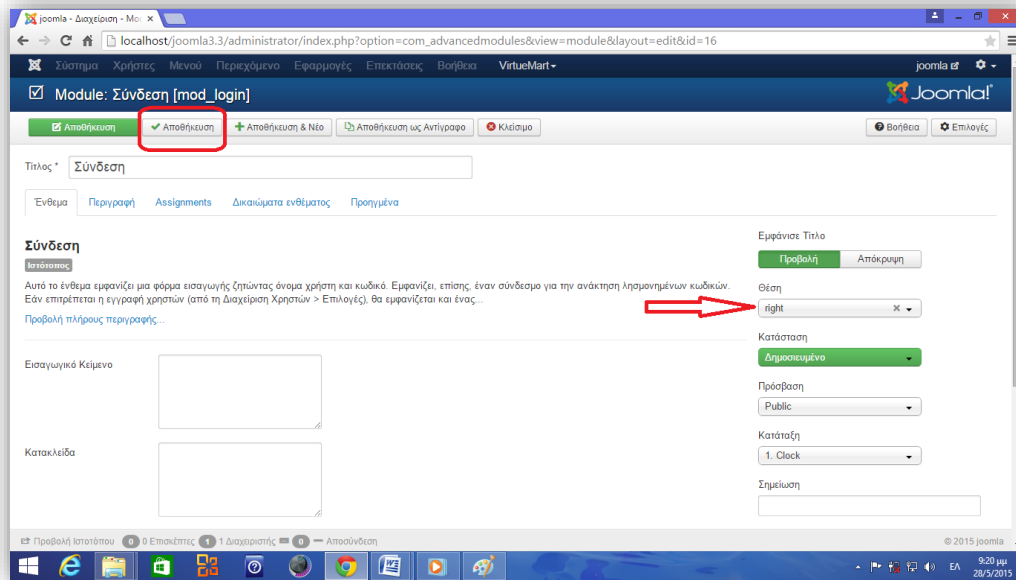 joomla - Διαχείριση - Mod
localhost/joomla3.3/administrator/index.php?option=com_advancedmodules&view=module&layout=edit&id=16
Σύστημα Χρήστες Μενού Περιεχόμενο Εφαρμογές Επεκτάσεις Βοήθεια VirtueMart joomla
Module: Σύνδεση [mod_login] Joomla!
Αποθήκευση Αποθήκευση Αποθήκευση & Νέο Αποθήκευση ως Αντίγραφο Κλείσιμο Βοήθεια Επιλογές
Τίτλος * Σύνδεση
Ένθεμα Περιγραφή Assignments Δικαιώματα ενθέματος Προηγμένα
Εμφάνισε Τίτλο
Σύνδεση
Προβολή Απόκρυψη
Ιστότοπος
Αυτό το ένθεμα εμφανίζει μια φόρμα εισαγωγής ζητώντας όνομα χρήστη και κωδικό. Εμφανίζει, επίσης, έναν σύνδεσμο για την ανάκτηση λησμονημένων κωδικών.
Εάν επιτρέπεται η εγγραφή χρηστών (από τη Διαχείριση Χρηστών > Επιλογές), θα εμφανίζεται και ένας...
Θέση
right
Προβολή πλήρους περιγραφής...
Κατάσταση
Δημοσιευμένο
Εισαγωγικό Κείμενο
Πρόσβαση
Public
Κατάταξη
1. Clock
Κατακλείδα
Σημείωση
Προβολή Ιστοτόπου 0 0 Επισκέπτες 1 1 Διαχειριστής 0 Αποσύνδεση © 2015 joomla
ΕΛ 9:20 μμ
28/5/2015